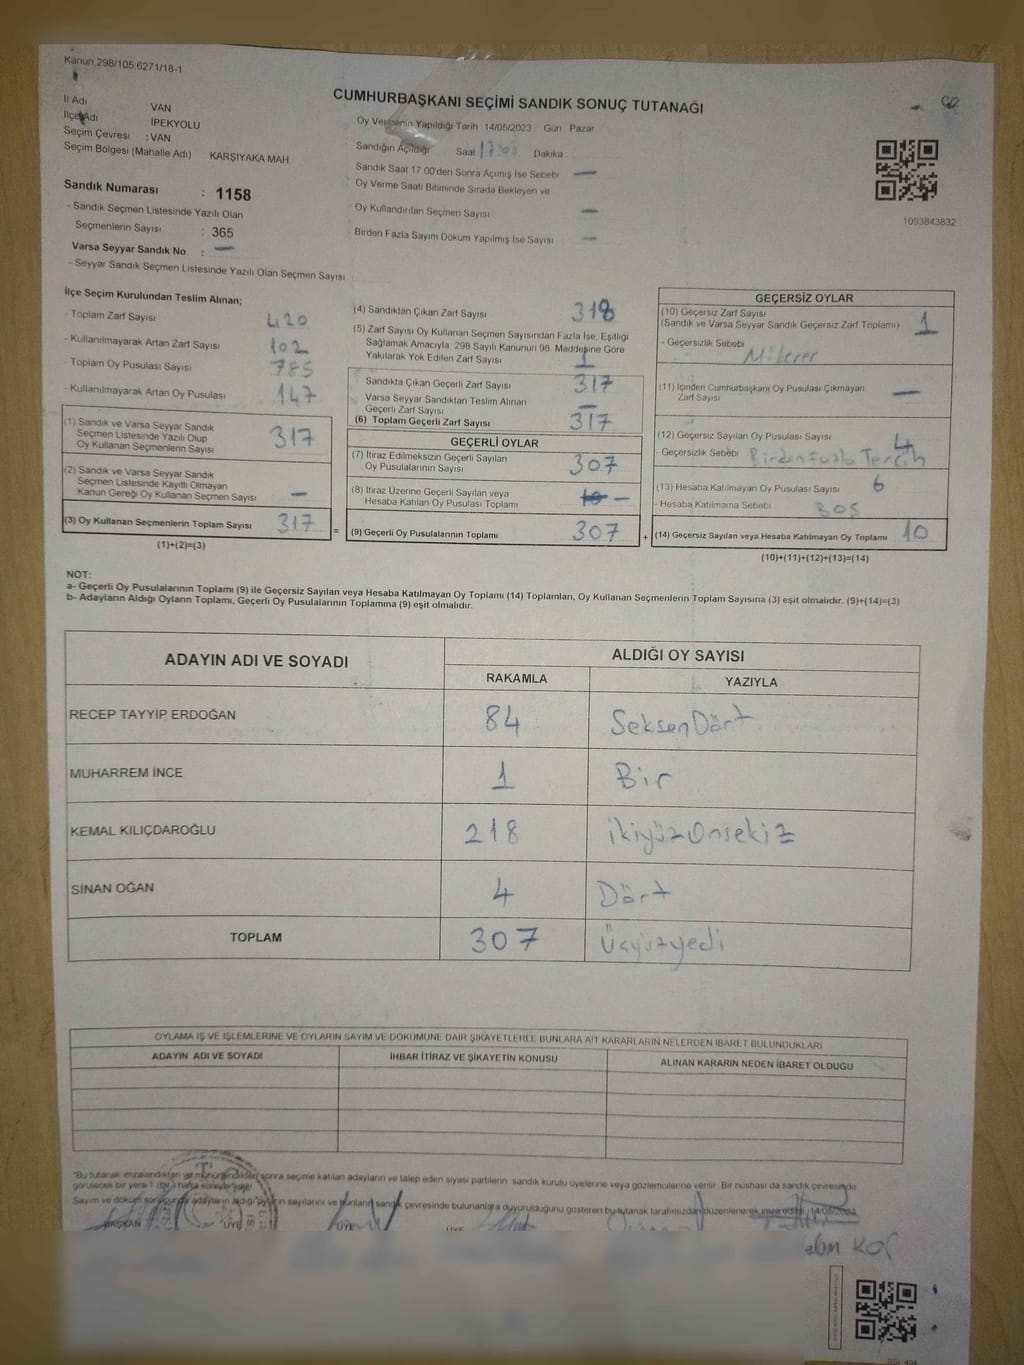 Kanun 298/105.6271/18-1
CUMHURBAŞKANI SEÇİMİ SANDIK SONUÇ TUTANAĞI
İl Adı VAN
İlçe Adı İPEKYOLU
Seçim Çevresi : VAN
Seçim Bölgesi (Mahalle Adı) KARŞIYAKA MAH
Oy Vermenin Yapıldığı Tarih 14/05/2023 Gün Pazar
Sandığın Açıldığı Saat 17:00 Dakika
Sandık Saat 17 00'den Sonra Açımış İse Sebebi —
Oy Verme Saati Bitiminde Sırada Bekleyen ve
Oy Kullandırılan Seçmen Sayısı —
Birden Fazla Sayım Döküm Yapılmış İse Sayısı —
1093843832
Sandık Numarası : 1158
- Sandık Seçmen Listesinde Yazılı Olan
Seçmenlerin Sayısı : 365
Varsa Seyyar Sandık No : —
- Seyyar Sandık Seçmen Listesinde Yazılı Olan Seçmen Sayısı
İlçe Seçim Kurulundan Teslim Alınan;
- Toplam Zarf Sayısı 420
- Kullanılmayarak Artan Zarf Sayısı 102
- Toplam Oy Pusulası Sayısı 785
- Kullanılmayarak Artan Oy Pusulası 147
(1) Sandık ve Varsa Seyyar Sandık
Seçmen Listesinde Yazılı Olup
Oy Kullanan Seçmenlerin Sayısı 317
(2) Sandık ve Varsa Seyyar Sandık
Seçmen Listesinde Kayıtlı Olmayan
Kanun Gereği Oy Kullanan Seçmen Sayısı —
(3) Oy Kullanan Seçmenlerin Toplam Sayısı 317
(1)+(2)=(3)
(4) Sandıktan Çıkan Zarf Sayısı 318
(5) Zarf Sayısı Oy Kullanan Seçmen Sayısından Fazla İse, Eşitliği
Sağlamak Amacıyla 298 Sayılı Kanunun 98. Maddesine Göre
Yakılarak Yok Edilen Zarf Sayısı 1
Sandıkta Çıkan Geçerli Zarf Sayısı 317
Varsa Seyyar Sandıktan Teslim Alınan
Geçerli Zarf Sayısı —
(6) Toplam Geçerli Zarf Sayısı 317
GEÇERLİ OYLAR
(7) İtiraz Edilmeksizin Geçerli Sayılan
Oy Pusulalarının Sayısı 307
(8) İtiraz Üzerine Geçerli Sayılan veya
Hesaba Katılan Oy Pusulası Toplamı 10 —
= (9) Geçerli Oy Pusulalarının Toplamı 307
GEÇERSİZ OYLAR
(10) Geçersiz Zarf Sayısı
(Sandık ve Varsa Seyyar Sandık Geçersiz Zarf Toplamı) 1
- Geçersizlik Sebebi
(11) İçinden Cumhurbaşkanı Oy Pusulası Çıkmayan
Zarf Sayısı —
(12) Geçersiz Sayılan Oy Pusulası Sayısı 4
- Geçersizlik Sebebi Birden Fazla Tercih
(13) Hesaba Katılmayan Oy Pusulası Sayısı 6
- Hesaba Katılmama Sebebi BOŞ
+ (14) Geçersiz Sayılan veya Hesaba Katılmayan Oy Toplamı 10
(10)+(11)+(12)+(13)=(14)
NOT:
a- Geçerli Oy Pusulalarının Toplamı (9) ile Geçersiz Sayılan veya Hesaba Katılmayan Oy Toplamı (14) Toplamları, Oy Kullanan Seçmenlerin Toplam Sayısına (3) eşit olmalıdır. (9)+(14)=(3)
b- Adayların Aldığı Oyların Toplamı, Geçerli Oy Pusulalarının Toplamına (9) eşit olmalıdır.
ADAYIN ADI VE SOYADI ALDIĞI OY SAYISI
RAKAMLA YAZIYLA
RECEP TAYYİP ERDOĞAN 84 Seksen Dört
MUHARREM İNCE 1 Bir
KEMAL KILIÇDAROĞLU 218 ikiyüzonsekiz
SİNAN OĞAN 4 Dört
TOPLAM 307 Üçyüzyedi
OYLAMA İŞ VE İŞLEMLERİNE VE OYLARIN SAYIM VE DÖKÜMÜNE DAİR ŞİKAYETLERLE BUNLARA AİT KARARLARIN NELERDEN İBARET BULUNDUKLARI
ADAYIN ADI VE SOYADI İHBAR İTİRAZ VE ŞİKAYETİN KONUSU ALINAN KARARIN NEDEN İBARET OLDUĞU
"Bu tutanak imzalandıktan ve mühürlendikten sonra seçime katılan adayların ve talep eden siyasi partilerin sandık kurulu üyelerine veya gözlemcilerine verilir. Bir nüshası da sandık çevresinde
görülecek bir yere 1 (Bir) hafta süreyle asılır.
Sayım ve döküm sonucunda adayların aldığı oyların sayılarını ve bunların sandık çevresinde bulunanlara duyurulduğunu gösteren bu tutanak tarafımızdan düzenlenerek imza edildi. 14/05/2023
BAŞKAN ÜYE ÜYE ÜYE
KOÇ